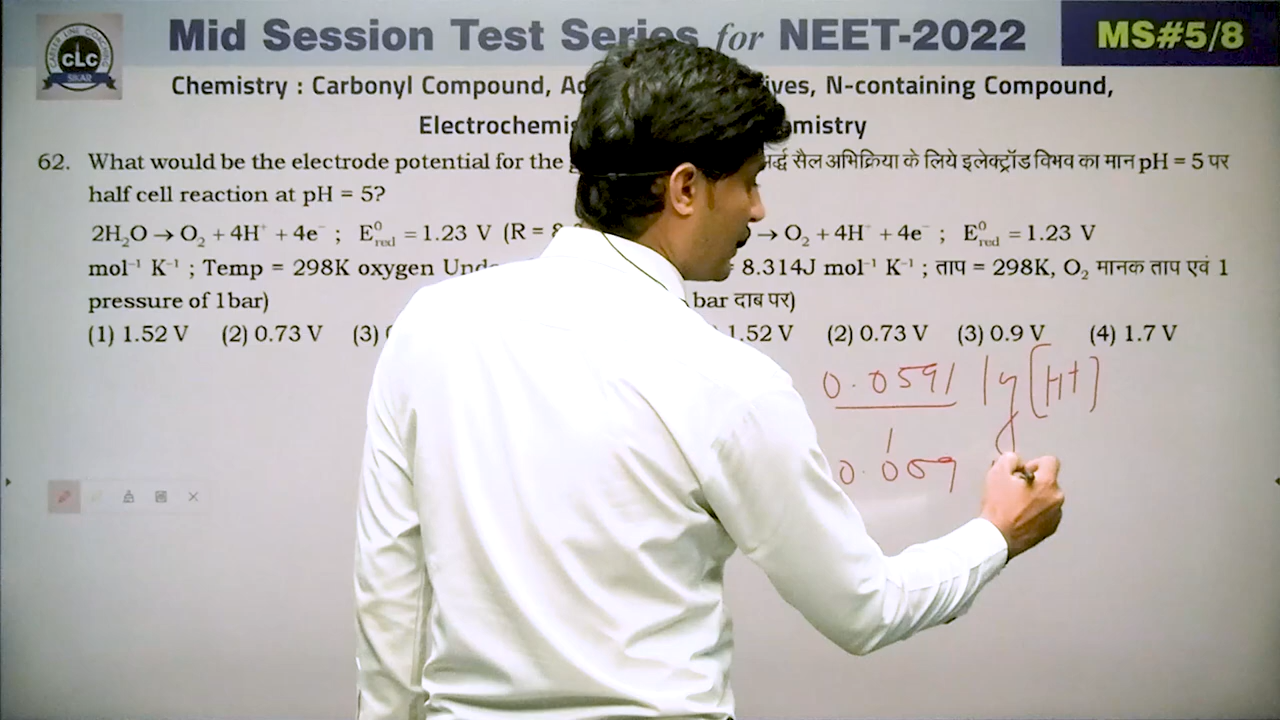 Mid Session Test Series for NEET-2022
MS#5/8
CLC
SIKAR
Chemistry : Carbonyl Compound, N-containing Compound,
62. What would be the electrode potential for the
half cell reaction at pH = 5?
2H₂O → O₂ + 4H⁺ + 4e⁻ ; E⁰red = 1.23 V (R = 8
mol⁻¹ K⁻¹ ; Temp = 298K oxygen
pressure of 1bar)
(1) 1.52 V (2) 0.73 V (3)
सैल अभिक्रिया के लिये इलेक्ट्रॉड विभव का मान pH = 5 पर
→ O₂ + 4H⁺ + 4e⁻ ; E⁰red = 1.23 V
8.314J mol⁻¹ K⁻¹ ; ताप = 298K, O₂ मानक ताप एवं 1
bar दाब पर)
1.52 V (2) 0.73 V (3) 0.9 V (4) 1.7 V
0.0591 log [H+]
1
0.059